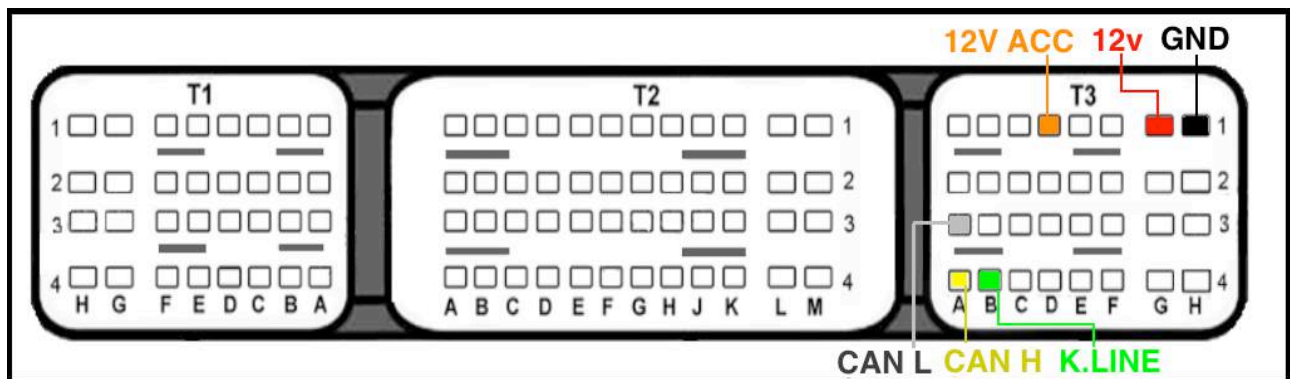 12V ACC 12v GND
T1 T2 T3
1 1 1
2 2 2
3 3 3
4 4 4
H G F E D C B A A B C D E F G H J K L M A B C D E F G H
CAN L CAN H K.LINE